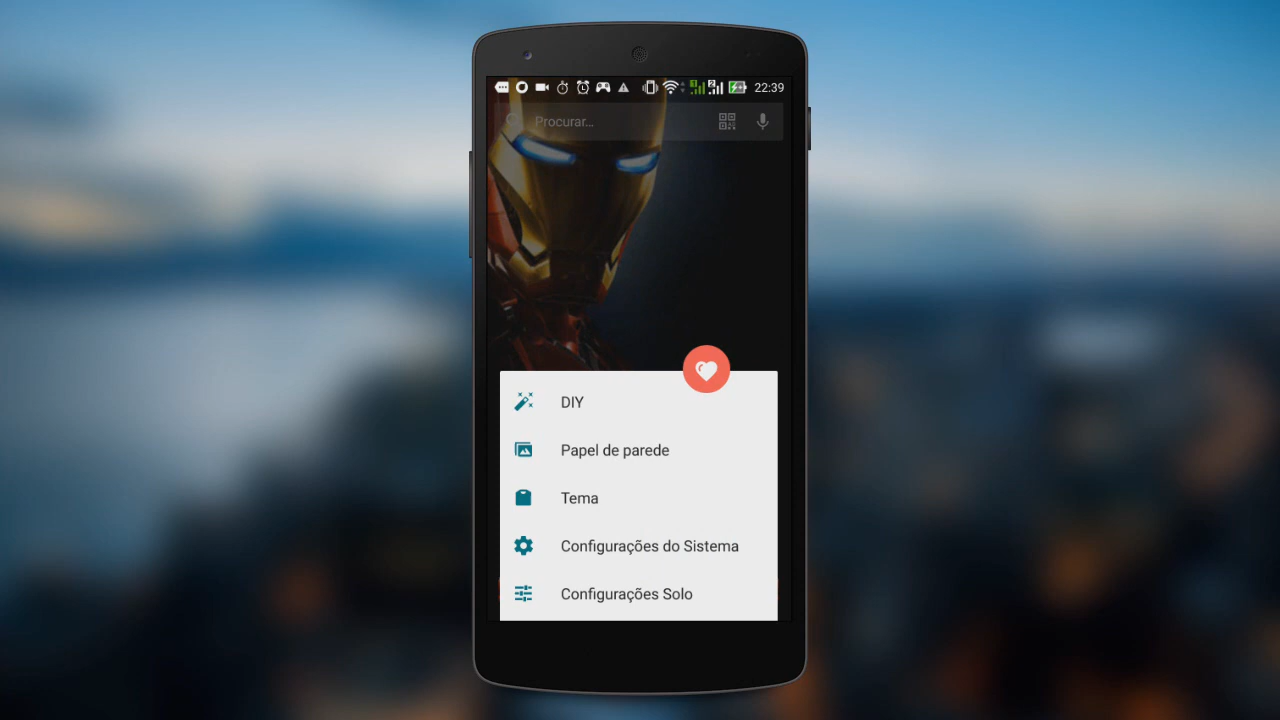 22:39
Procurar...
DIY
Papel de parede
Tema
Configurações do Sistema
Configurações Solo